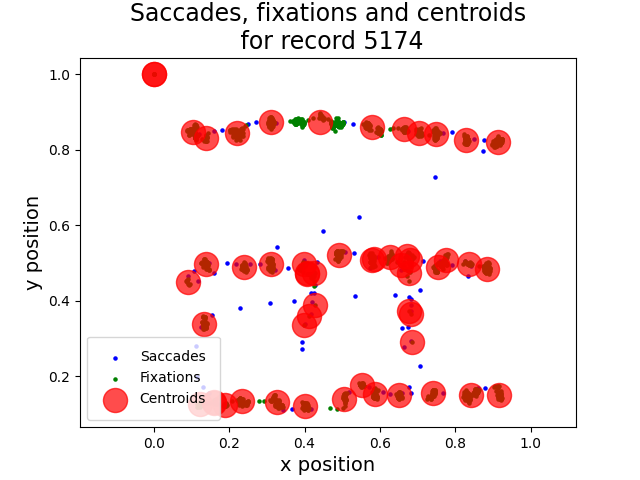 Saccades, fixations and centroids
for record 5174
1.0
0.8
0.6
0.4
0.2
y position
Saccades
Fixations
Centroids
0.0 0.2 0.4 0.6 0.8 1.0
x position